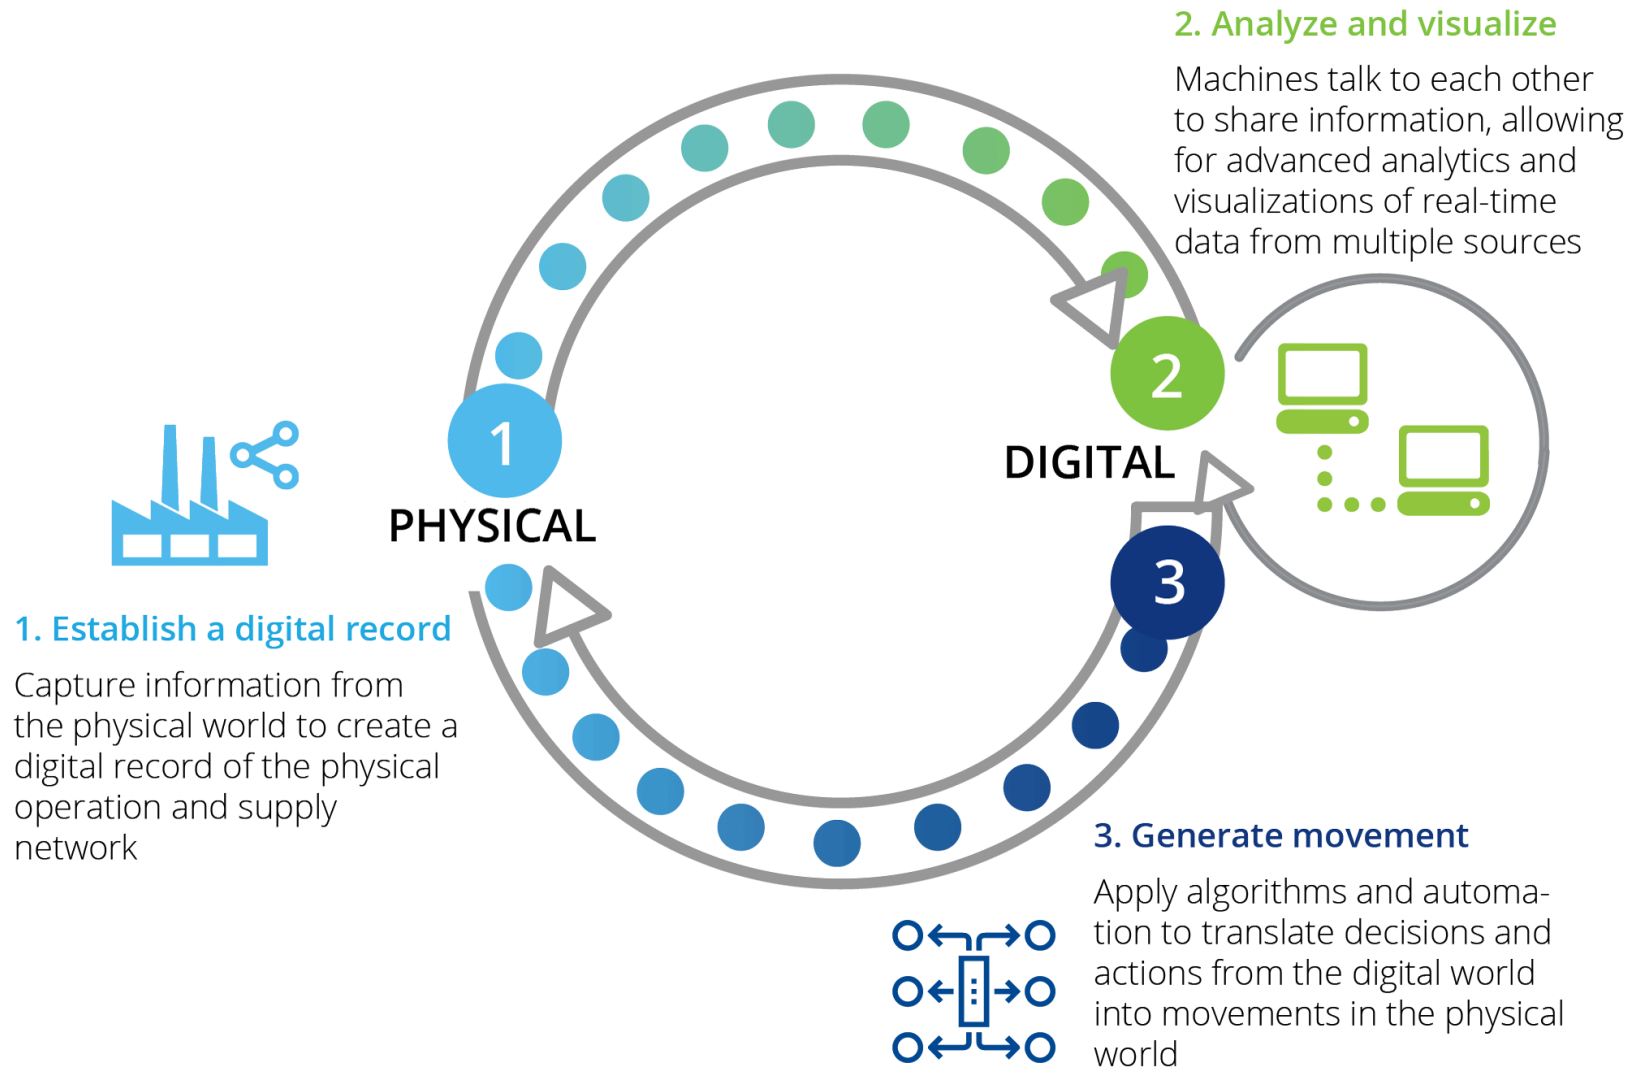 2. Analyze and visualize
Machines talk to each other
to share information, allowing
for advanced analytics and
visualizations of real-time
data from multiple sources
2
DIGITAL
1
PHYSICAL
3
1. Establish a digital record
Capture information from
the physical world to create a
digital record of the physical
operation and supply
network
3. Generate movement
Apply algorithms and automa-
tion to translate decisions and
actions from the digital world
into movements in the physical
world